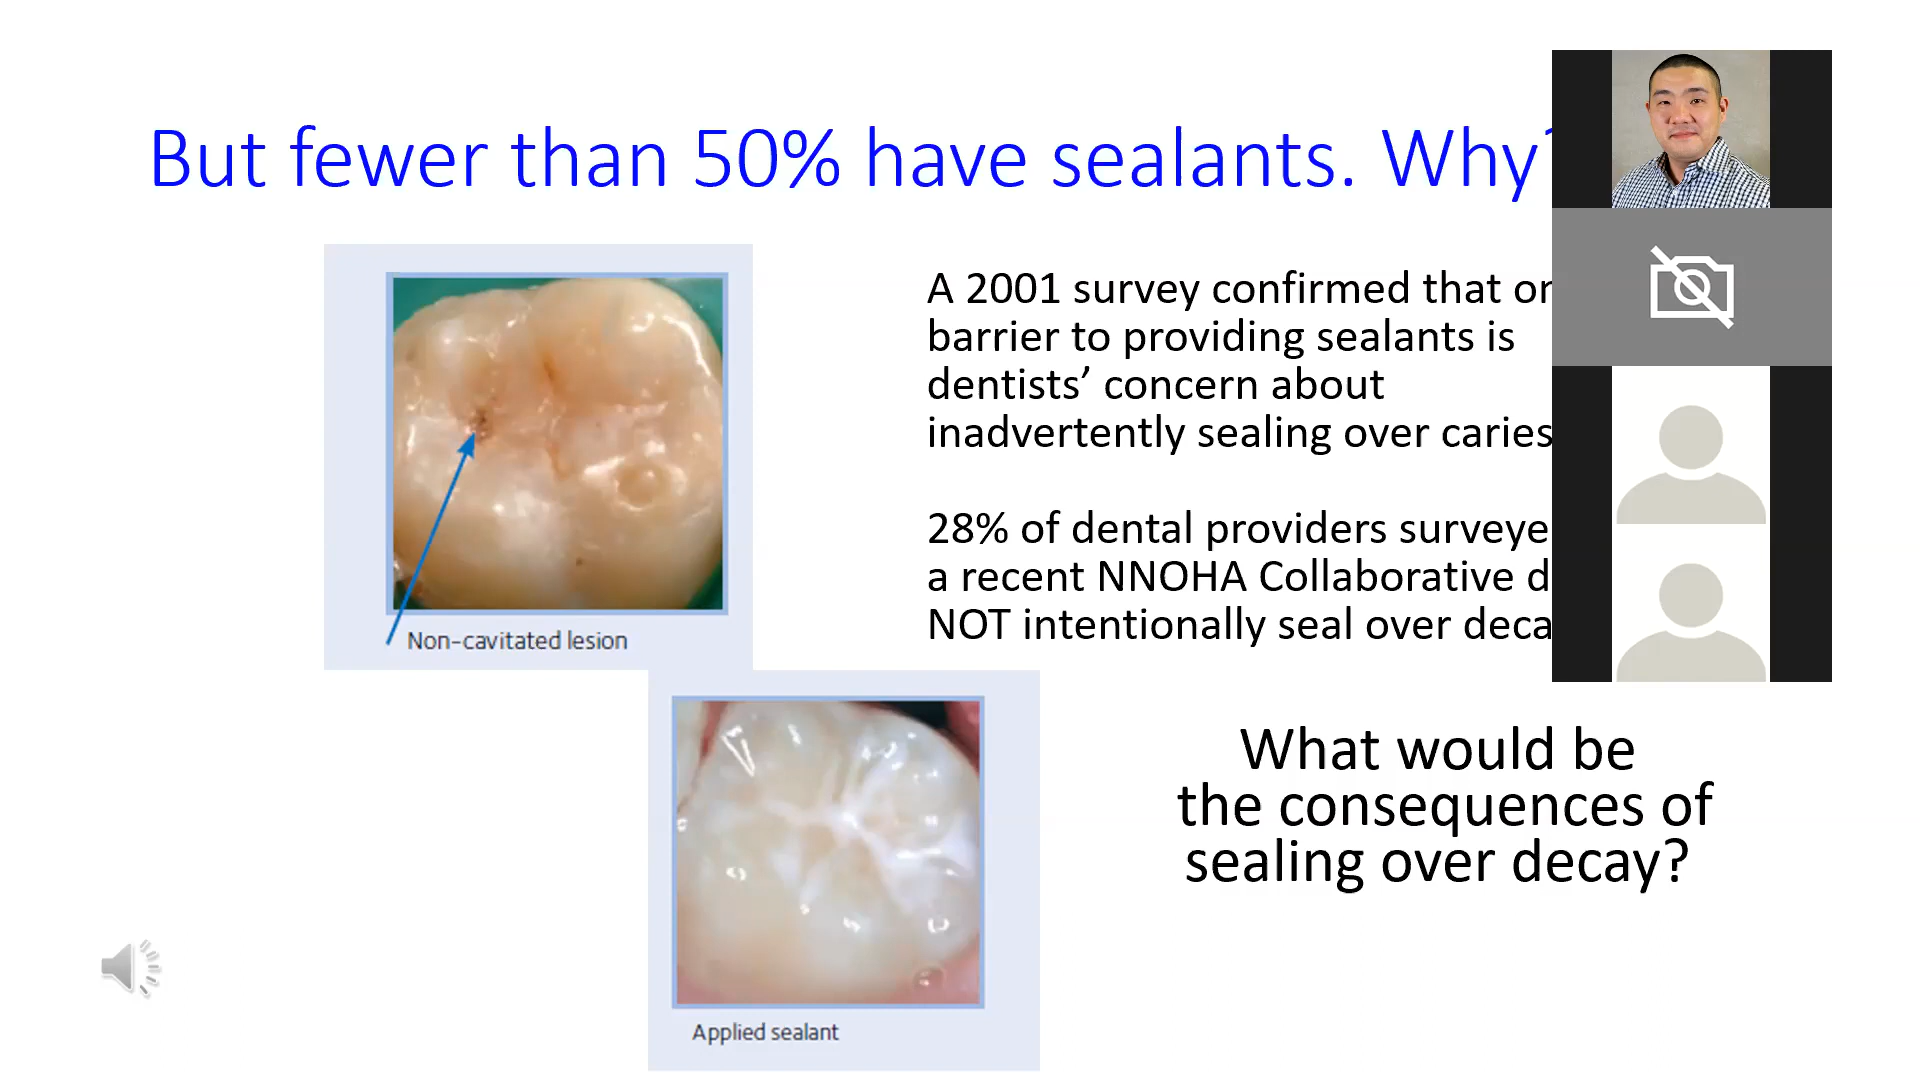 But fewer than 50% have sealants. Why?
A 2001 survey confirmed that
barrier to providing sealants is
dentists’ concern about
inadvertently sealing over caries
28% of dental providers
a recent NNOHA Collaborative
NOT intentionally seal over
Non-cavitated lesion
What would be
the consequences of
sealing over decay?
Applied sealant